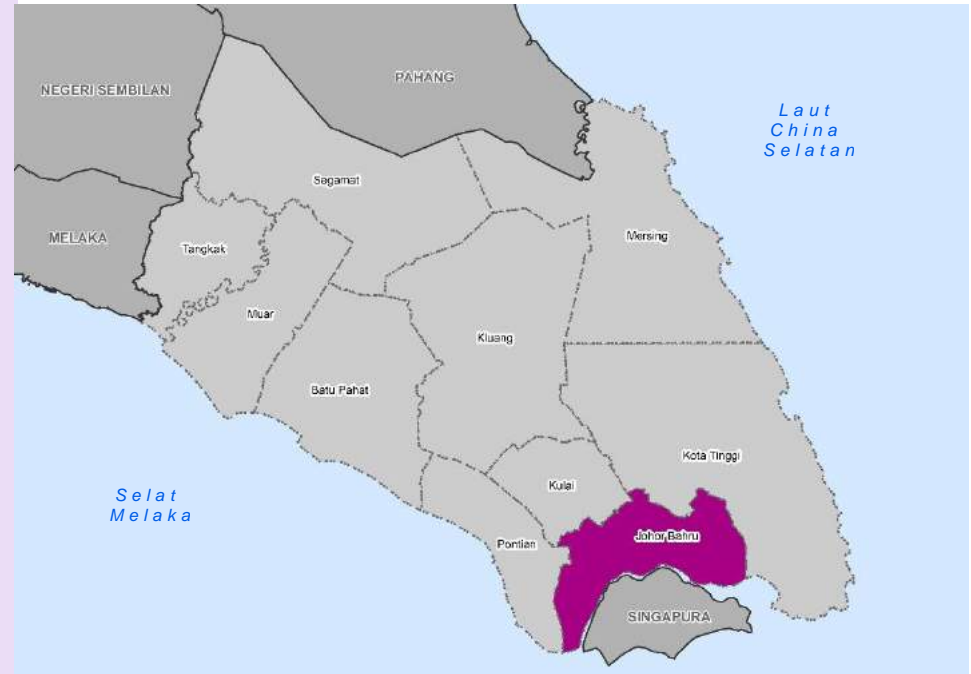 PAHANG
NEGERI SEMBILAN
Laut
China
Selatan
Segamat
MELAKA
Tangkak
Mersing
Muar
Kluang
Batu Pahat
Kota Tinggi
Kulai
Selat
Melaka
Pontian
Johor Bahru
SINGAPURA